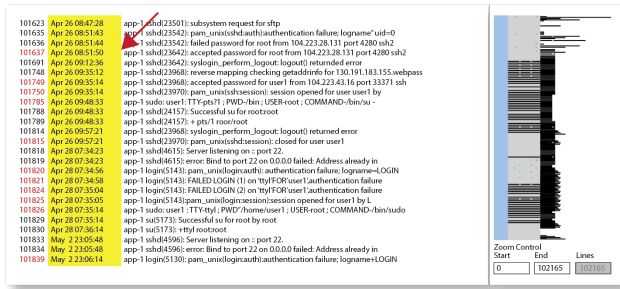 101623 Apr 26 08:47:28 app-1 sshd(23501): subsystem request for sftp
101635 Apr 26 08:51:43 app-1 sshd(23542): pam_unix(sshd:auth):authentication failure; logname" uid=0
101636 Apr 26 08:51:44 app-1 sshd(23542): failed password for root from 104.223.28.131 port 4280 ssh2
101637 Apr 26 08:51:50 app-1 sshd(23642): accepted password for root from 104.223.28.131 port 4280 ssh2
101691 Apr 26 09:12:36 app-1 sshd(23642): syslogin_perform_logout: logout() returnded error
101748 Apr 26 09:35:12 app-1 sshd(23968): reverse mapping checking getaddrinfo for 130.191.183.155.webpass
101749 Apr 26 09:35:14 app-1 sshd(23968): accepted password for user1 from 104.223.43.16 port 33371 ssh
101750 Apr 26 09:35:14 app-1 sshd(23970): pam_unix(sshh:session): session opened for user user1 by
101785 Apr 26 09:48:33 app-1 sudo: user1: TTY-pts?1 ; PWD-/bin ; USER-root ; COMMAND-/bin/su -
101788 Apr 26 09:48:33 app-1 sshd(24157): Successful su for root:root
101789 Apr 26 09:48:33 app-1 sshd(24157): + pts/1 roor/root
101814 Apr 26 09:57:21 app-1 sshd(23968): syslogin_perform_logout: logout() returned error
101815 Apr 26 09:57:21 app-1 sshd(23970): pam_unix(sshd:session): closed for user user1
101818 Apr 28 07:34:23 app-1 sshd(4615): Server listening on :: port 22.
101819 Apr 28 07:34:23 app-1 sshd(4615): error: Bind to port 22 on 0.0.0.0 failed: Address already in
101820 Apr 28 07:34:56 app-1 login(5143): pam_unix(login:auth):authentication failure; logname=LOGIN
101821 Apr 28 07:34:58 app-1 login(5143): FAILED LOGIN (1) on 'ttyl'FOR'user1',authentication failure
101824 Apr 28 07:35:04 app-1 login(5143): FAILED LOGIN (2) on 'ttyl'FOR'user1',authentication failure
101825 Apr 28 07:35:05 app-1 login(5143):pam_unix(login:session):session opened for user1 by L
101826 Apr 28 07:35:14 app-1 sudo: user1 : TTY-ttyl ; PWD"/home/user1 ; USER-root ; COMMAND-/bin/sudo
101829 Apr 28 07:35:14 app-1 su(5173): Successful su for root by root
101830 Apr 28 07:36:14 app-1 su(5173): +ttyl root:root
101833 May 2 23:05:48 app-1 sshd(4596): Server listening on :: port 22.
101834 May 2 23:05:48 app-1 sshd(4596): error: Bind to port 22 on 0.0.0.0 failed: Address already in
101839 May 2 23:06:14 app-1 login(5130): pam_unix(login:auth):authentication failure; logname+LOGIN
Zoom Control
Start End Lines
0 102165 102165